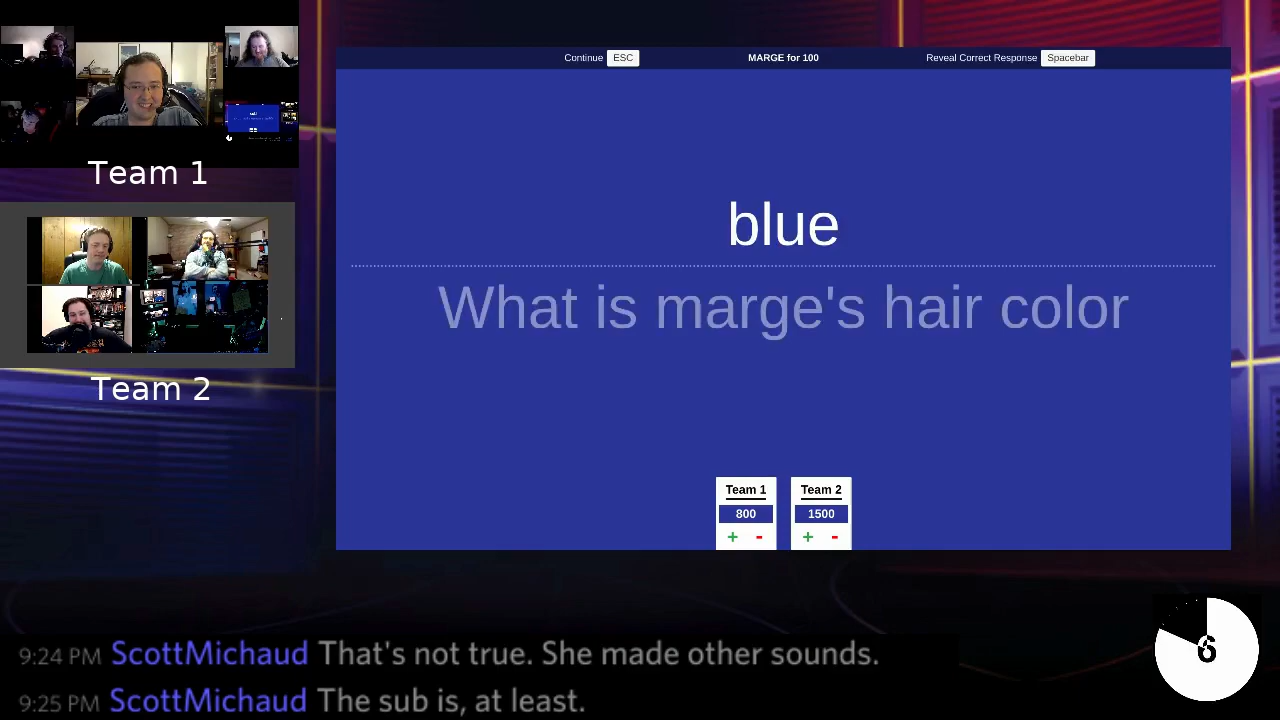 Continue ESC MARGE for 100 Reveal Correct Response Spacebar
blue
What is marge's hair color
Team 1
Team 2
Team 1 Team 2
800 1500
+ - + -
9:24 PM ScottMichaud That's not true. She made other sounds.
9:25 PM ScottMichaud The sub is, at least.
6